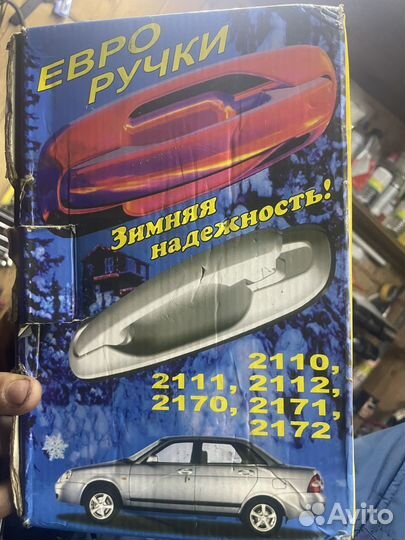 ЕВРО
РУЧКИ
Зимняя
надежность!
2110,
2111, 2112,
2170, 2171,
2172
Avito